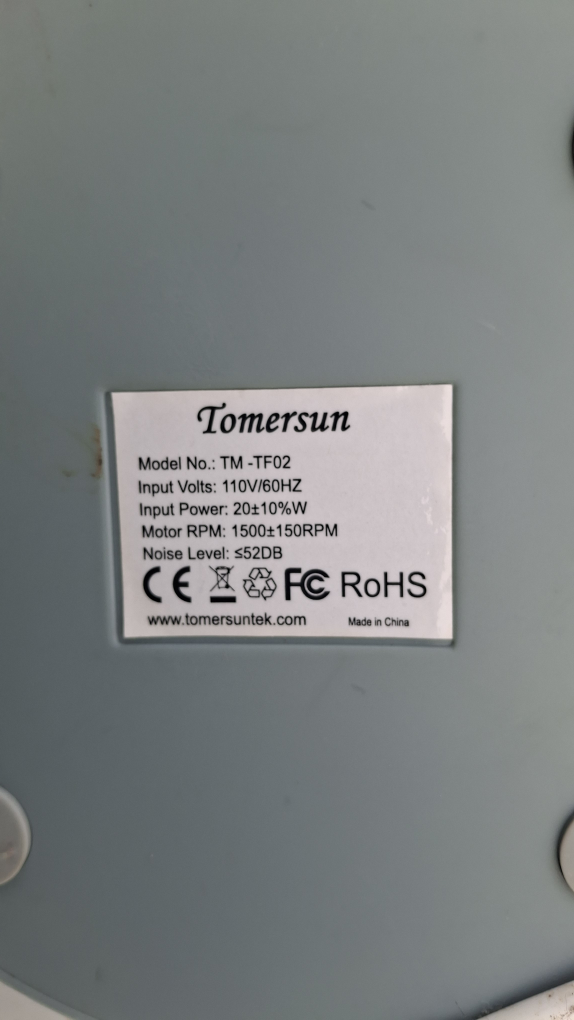 Tomersun
Model No.: TM -TF02
Input Volts: 110V/60HZ
Input Power: 20±10%W
Motor RPM: 1500±150RPM
Noise Level: ≤52DB
CE FC RoHS
www.tomersuntek.com Made in China